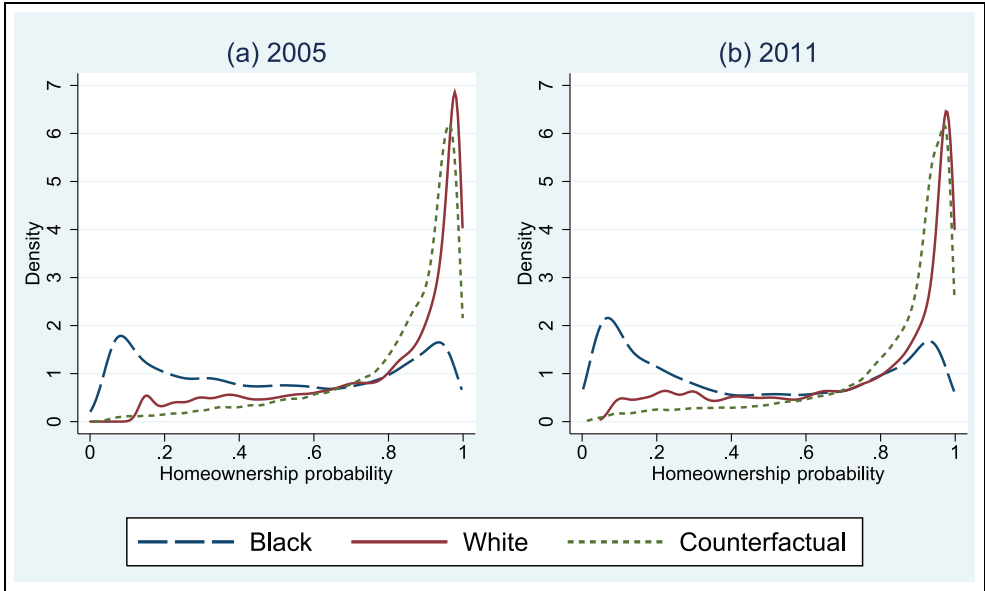 (a) 2005
7
6
5
4
3
2
1
0
Density
0 .2 .4 .6 .8 1
Homeownership probability
(b) 2011
7
6
5
4
3
2
1
0
Density
0 .2 .4 .6 .8 1
Homeownership probability
Black White Counterfactual